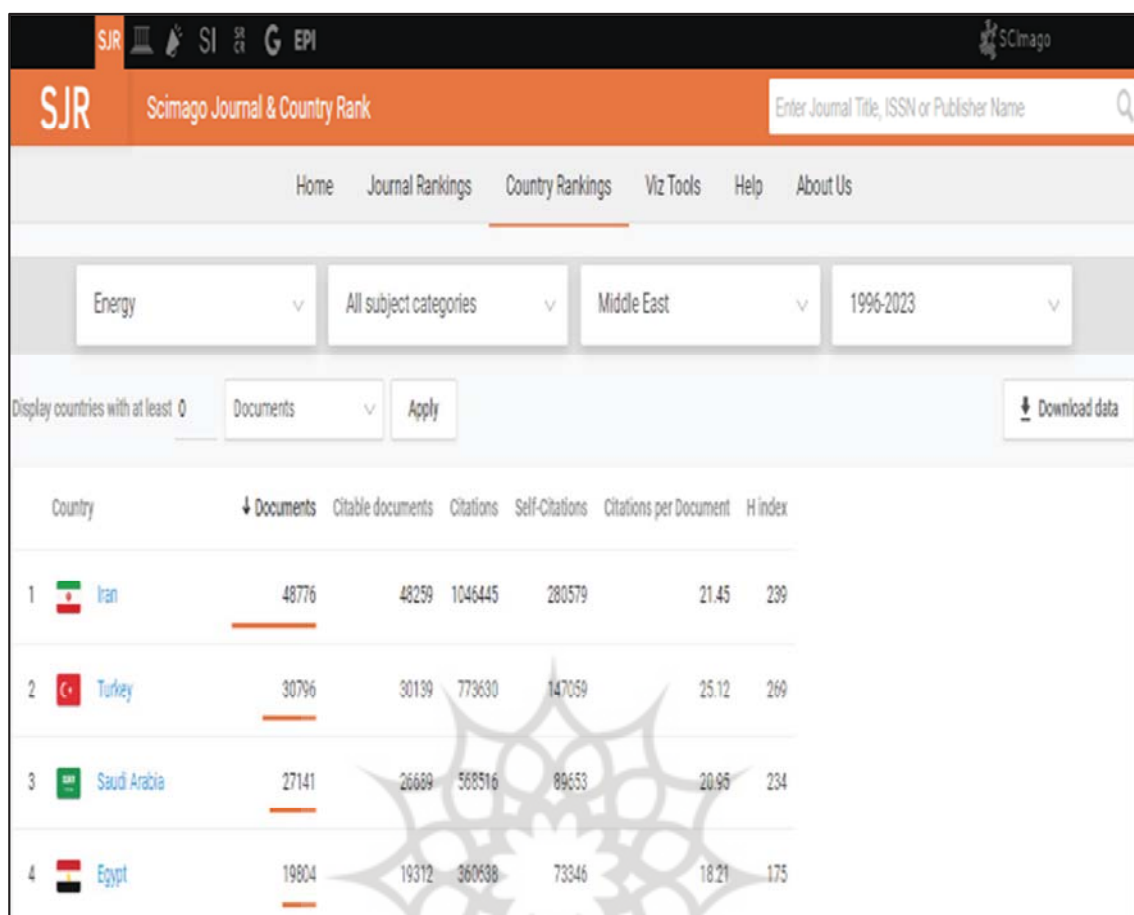 SJR SI SR CR G EPI SCImago
SJR Scimago Journal & Country Rank Enter Journal Title, ISSN or Publisher Name
Home Journal Rankings Country Rankings Viz Tools Help About Us
Energy All subject categories Middle East 1996-2023
Display countries with at least 0 Documents Apply Download data
Country Documents Citable documents Citations Self-Citations Citations per Document H index
1 Iran 48776 48259 1046445 280579 21.45 239
2 Turkey 30796 30139 773630 147059 25.12 269
3 Saudi Arabia 27141 26689 568516 89653 20.95 234
4 Egypt 19804 19312 360638 73346 18.21 175